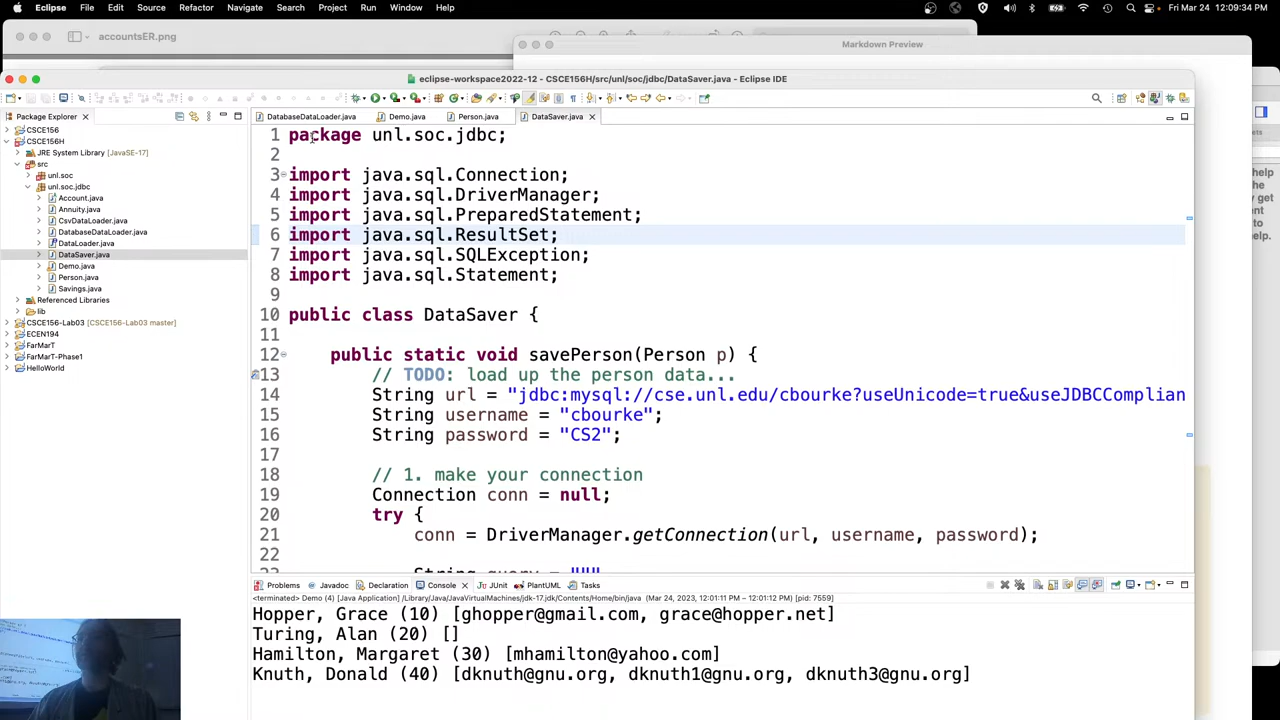 Eclipse File Edit Source Refactor Navigate Search Project Run Window Help Fri Mar 24 12:09:34 PM
accountsER.png
Markdown Preview
eclipse-workspace2022-12 - CSCE156H/src/unl/soc/jdbc/DataSaver.java - Eclipse IDE
Package Explorer
CSCE156
CSCE156H
JRE System Library [JavaSE-17]
src
unl.soc
unl.soc.jdbc
Account.java
Annuity.java
CsvDataLoader.java
DatabaseDataLoader.java
DataLoader.java
DataSaver.java
Demo.java
Person.java
Savings.java
Referenced Libraries
lib
CSCE156-Lab03 [CSCE156-Lab03 master]
ECEN194
FarMarT
FarMarT-Phase1
HelloWorld
DatabaseDataLoader.java Demo.java Person.java DataSaver.java
1 package unl.soc.jdbc;
2
3 import java.sql.Connection;
4 import java.sql.DriverManager;
5 import java.sql.PreparedStatement;
6 import java.sql.ResultSet;
7 import java.sql.SQLException;
8 import java.sql.Statement;
9
10 public class DataSaver {
11
12 public static void savePerson(Person p) {
13 // TODO: load up the person data...
14 String url = "jdbc:mysql://cse.unl.edu/cbourke?useUnicode=true&useJDBCComplian
15 String username = "cbourke";
16 String password = "CS2";
17
18 // 1. make your connection
19 Connection conn = null;
20 try {
21 conn = DriverManager.getConnection(url, username, password);
22
Problems Javadoc Declaration Console JUnit PlantUML Tasks
<terminated> Demo (4) [Java Application] /Library/Java/JavaVirtualMachines/jdk-17.jdk/Contents/Home/bin/java (Mar 24, 2023, 12:01:11 PM – 12:01:12 PM) [pid: 7559]
Hopper, Grace (10) [ghopper@gmail.com, grace@hopper.net]
Turing, Alan (20) []
Hamilton, Margaret (30) [mhamilton@yahoo.com]
Knuth, Donald (40) [dknuth@gnu.org, dknuth1@gnu.org, dknuth3@gnu.org]
help
y get
ent to
help.